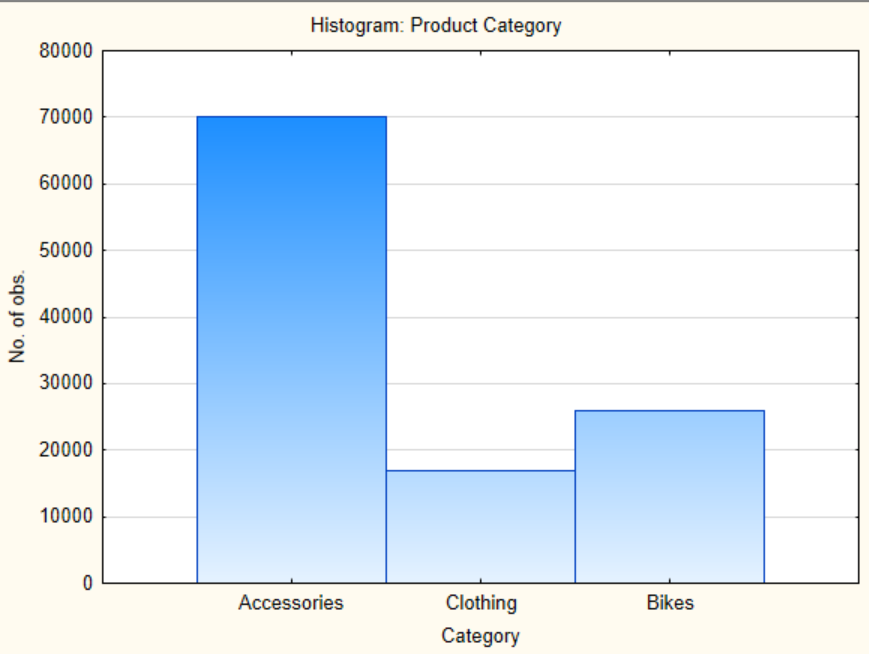 Histogram: Product Category
80000
70000
60000
50000
40000
30000
20000
10000
0
No. of obs.
Accessories Clothing Bikes
Category